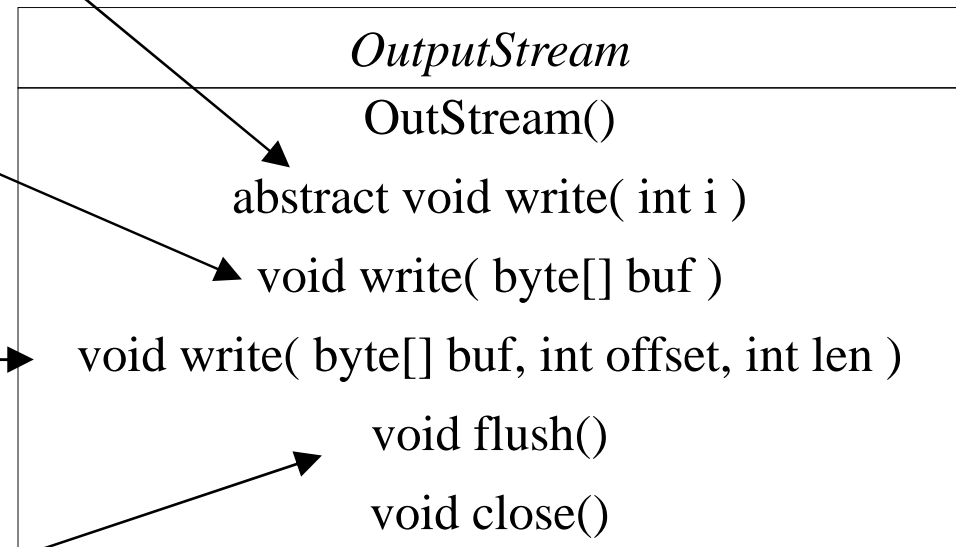 OutputStream
OutStream()
abstract void write( int i )
void write( byte[] buf )
void write( byte[] buf, int offset, int len )
void flush()
void close()